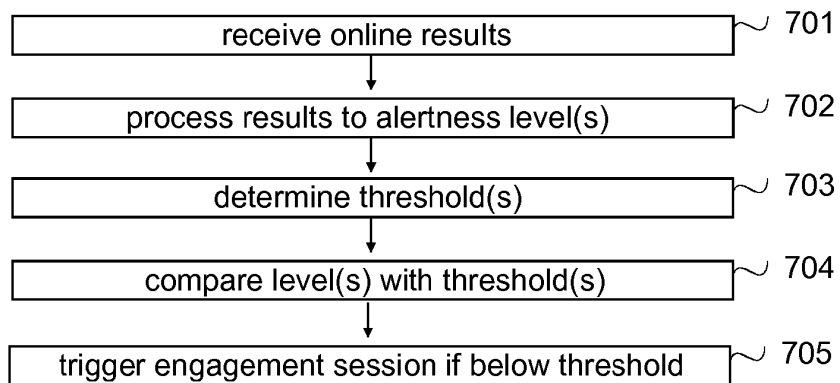 receive online results 701
process results to alertness level(s) 702
determine threshold(s) 703
compare level(s) with threshold(s) 704
trigger engagement session if below threshold 705